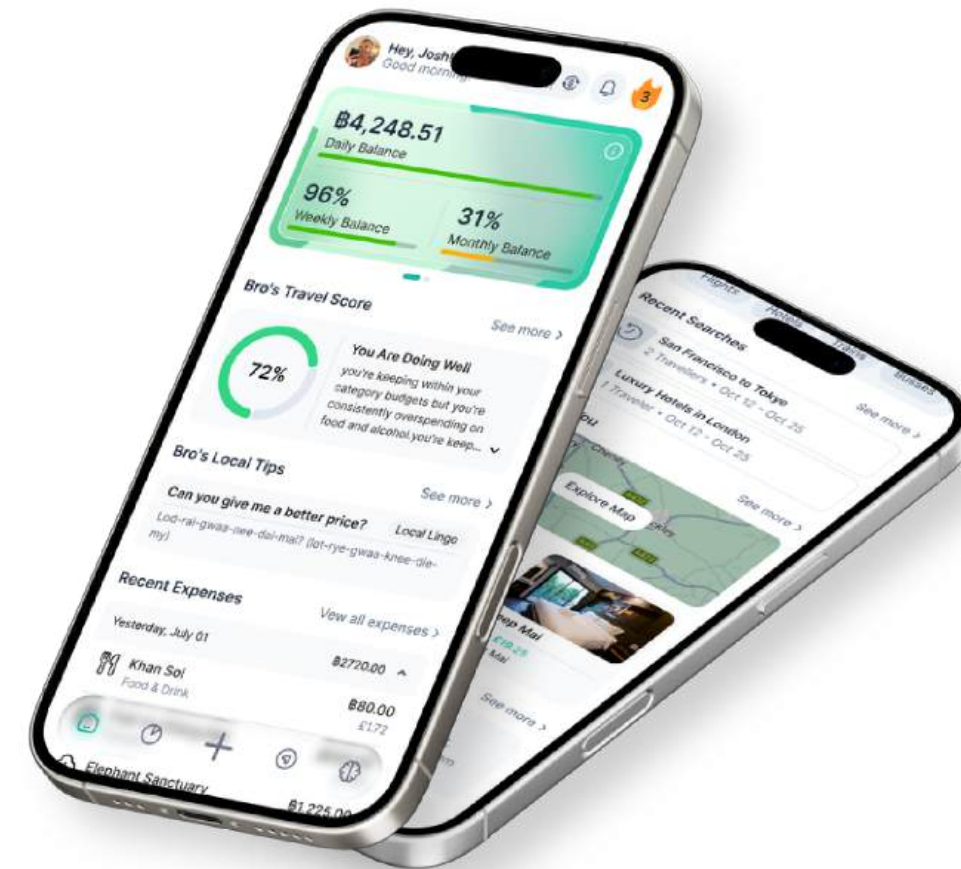 Hey, Josh!
Good morning
3
฿4,248.51
Daily Balance
96%
Weekly Balance
31%
Monthly Balance
Bro's Travel Score
See more >
72%
You Are Doing Well
you're keeping within your
category budgets but you're
consistently overspending on
food and alcohol.you're keep...
Bro's Local Tips
See more >
Can you give me a better price?
Local Lingo
Lod-rai-gwaa-nee-dai-mai? (lot-rye-gwaa-knee-die-
my)
Recent Expenses
Vew all expenses >
Yesterday, July 01
฿2720.00
Khan Soi
Food & Drink
฿80.00
£1.72
Elephant Sanctuary
฿1,225.00
Flights
Hotels
Trains
Busses
Recent Searches
See more >
San Francisco to Tokyo
2 Travellers • Oct 12 - Oct 25
Luxury Hotels in London
1 Traveler • Oct 12 - Oct 25
See more >
Explore Map
£19.25
Mai
See more >